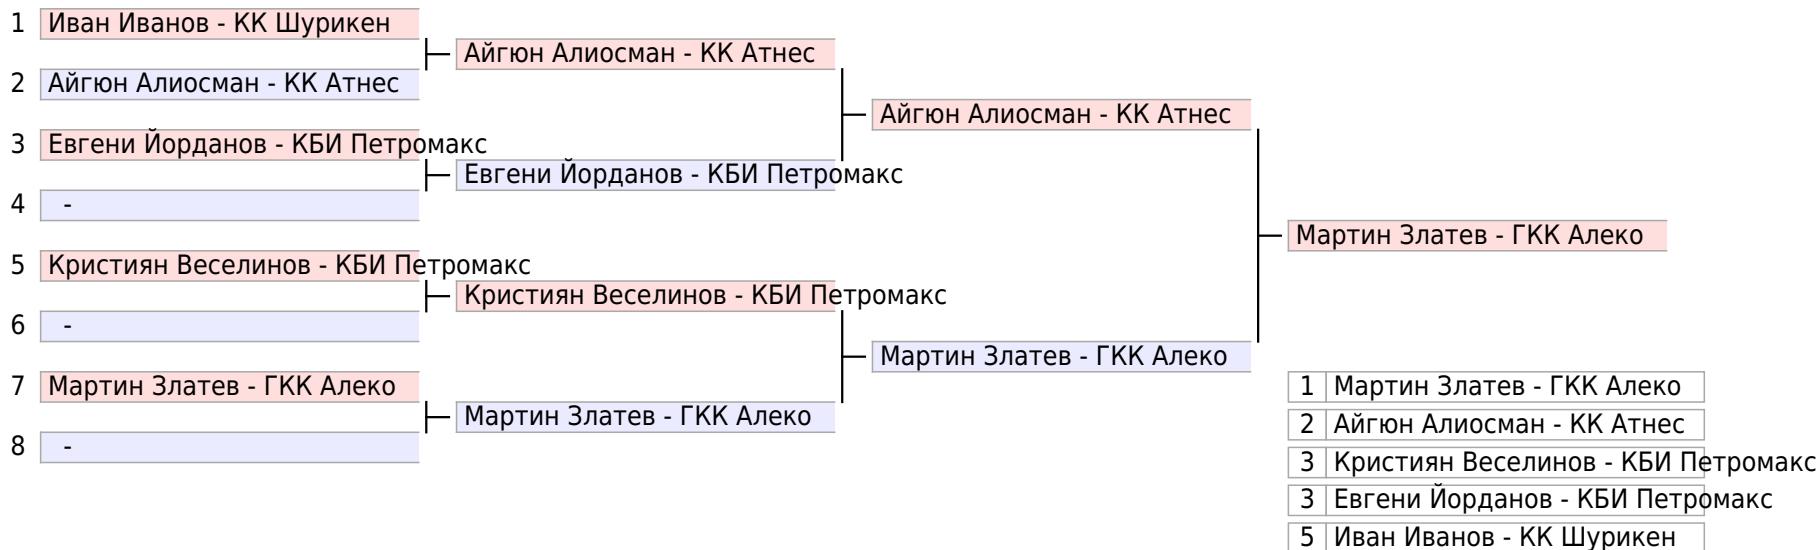 1 Иван Иванов - КК Шурикен
Айгюн Алиосман - КК Атнес
2 Айгюн Алиосман - КК Атнес
Айгюн Алиосман - КК Атнес
3 Евгени Йорданов - КБИ Петромакс
Евгени Йорданов - КБИ Петромакс
4 -
Мартин Златев - ГКК Алеко
5 Кристиян Веселинов - КБИ Петромакс
Кристиян Веселинов - КБИ Петромакс
6 -
Мартин Златев - ГКК Алеко
7 Мартин Златев - ГКК Алеко
Мартин Златев - ГКК Алеко
8 -
1 Мартин Златев - ГКК Алеко
2 Айгюн Алиосман - КК Атнес
3 Кристиян Веселинов - КБИ Петромакс
3 Евгени Йорданов - КБИ Петромакс
5 Иван Иванов - КК Шурикен